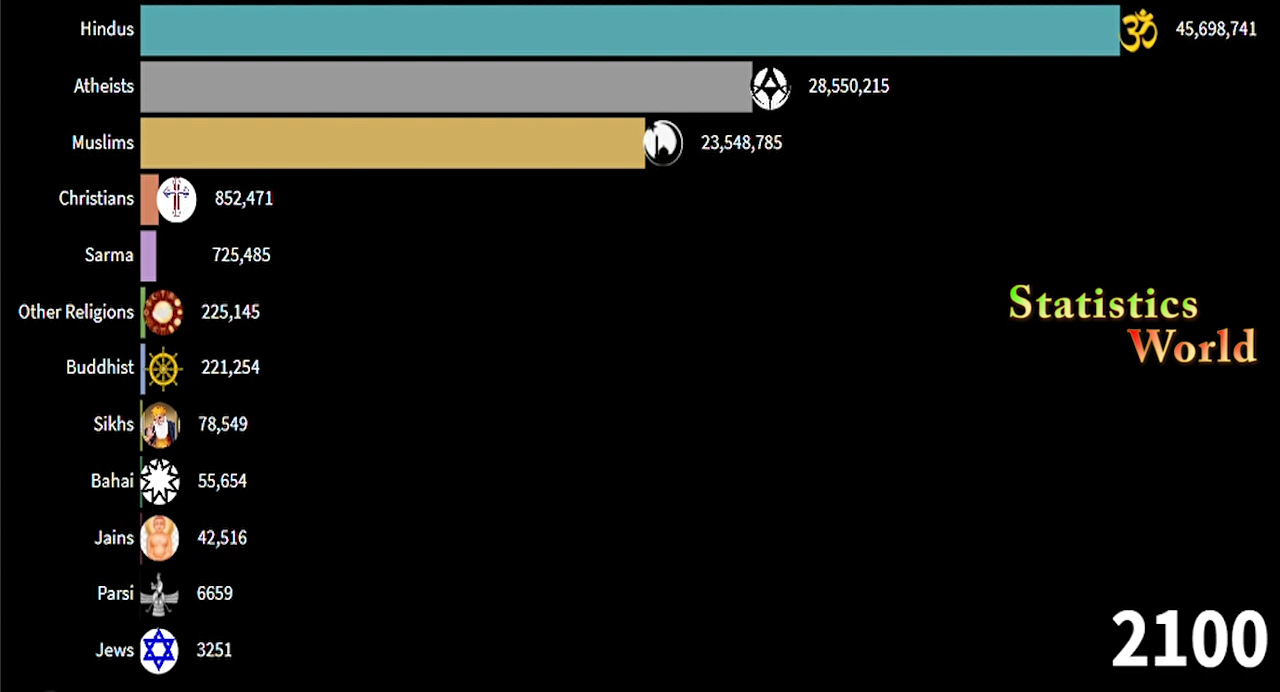 Hindus 45,698,741
Atheists 28,550,215
Muslims 23,548,785
Christians 852,471
Sarma 725,485
Other Religions 225,145
Buddhist 221,254
Sikhs 78,549
Bahai 55,654
Jains 42,516
Parsi 6659
Jews 3251
Statistics
World
2100